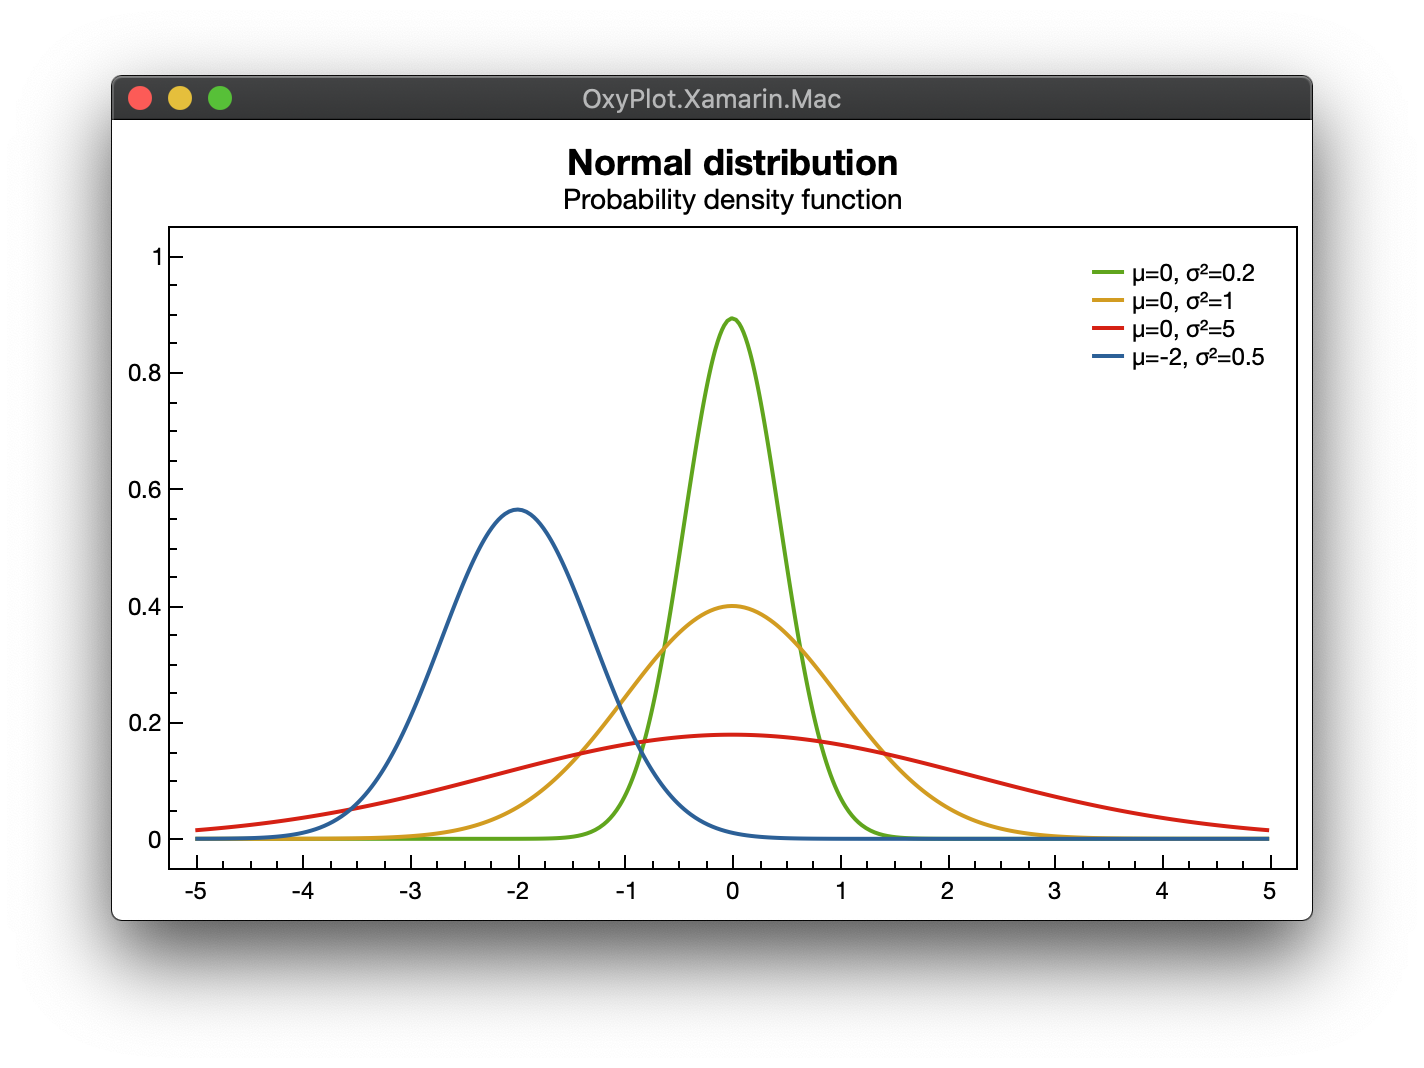 OxyPlot.Xamarin.Mac
Normal distribution
Probability density function
1
0.8
0.6
0.4
0.2
0
μ=0, σ²=0.2
μ=0, σ²=1
μ=0, σ²=5
μ=-2, σ²=0.5
-5 -4 -3 -2 -1 0 1 2 3 4 5